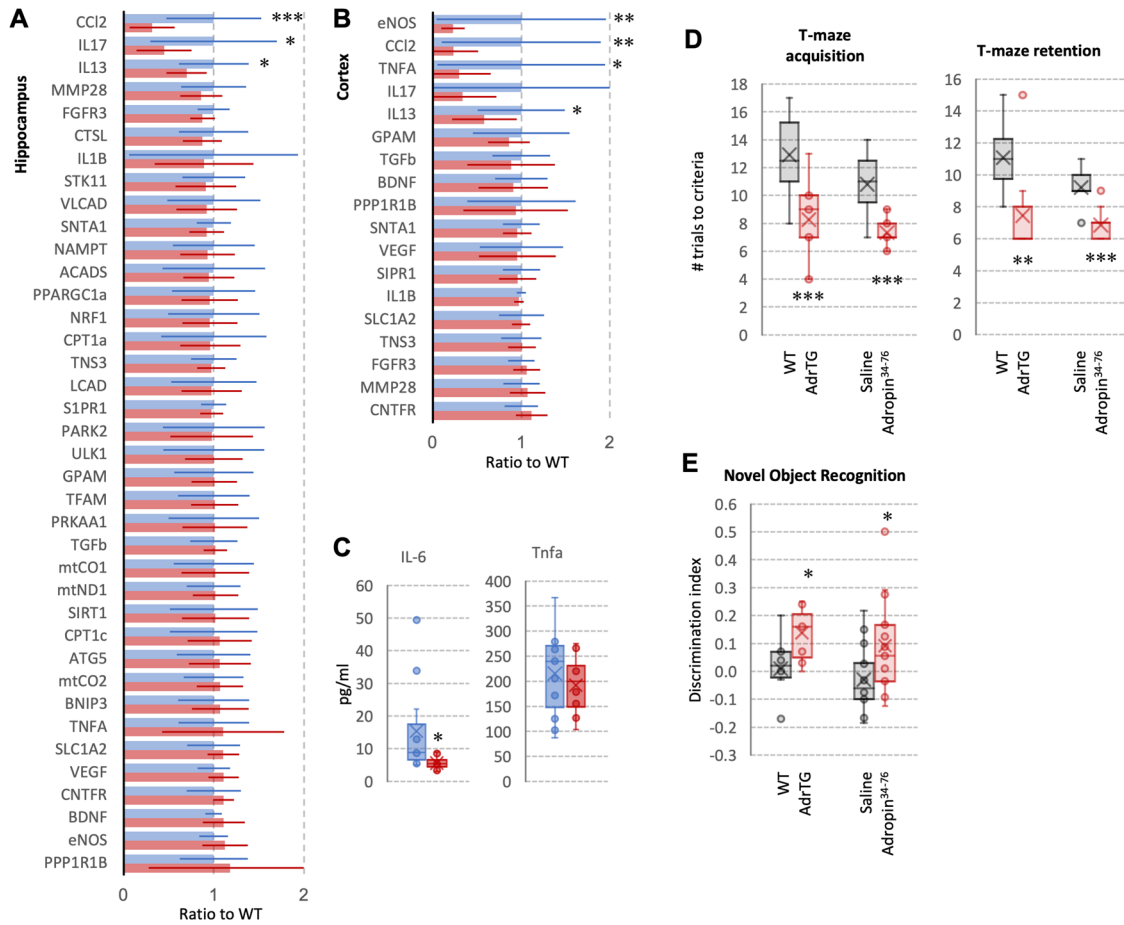 A
Hippocampus
CCl2
***
IL17
*
IL13
*
MMP28
FGFR3
CTSL
IL1B
STK11
VLCAD
SNTA1
NAMPT
ACADS
PPARGC1a
NRF1
CPT1a
TNS3
LCAD
S1PR1
PARK2
ULK1
GPAM
TFAM
PRKAA1
TGFb
mtCO1
mtND1
SIRT1
CPT1c
ATG5
mtCO2
BNIP3
TNFA
SLC1A2
VEGF
CNTFR
BDNF
eNOS
PPP1R1B
0 1 2
Ratio to WT
B
Cortex
eNOS
**
CCl2
**
TNFA
*
IL17
IL13
*
GPAM
TGFb
BDNF
PPP1R1B
SNTA1
VEGF
SIPR1
IL1B
SLC1A2
TNS3
FGFR3
MMP28
CNTFR
0 1 2
Ratio to WT
C
IL-6
pg/ml
60
50
40
30
20
10
0
*
Tnfa
400
350
300
250
200
150
100
50
0
D
T-maze
acquisition
# trials to criteria
18
16
14
12
10
8
6
4
2
0
***
***
WT
AdrTG
Saline
Adropin34-76
T-maze retention
16
14
12
10
8
6
4
2
0
**
***
WT
AdrTG
Saline
Adropin34-76
E
Novel Object Recognition
Discrimination index
0.6
0.5
0.4
0.3
0.2
0.1
0.0
-0.1
-0.2
-0.3
*
*
WT
AdrTG
Saline
Adropin34-76